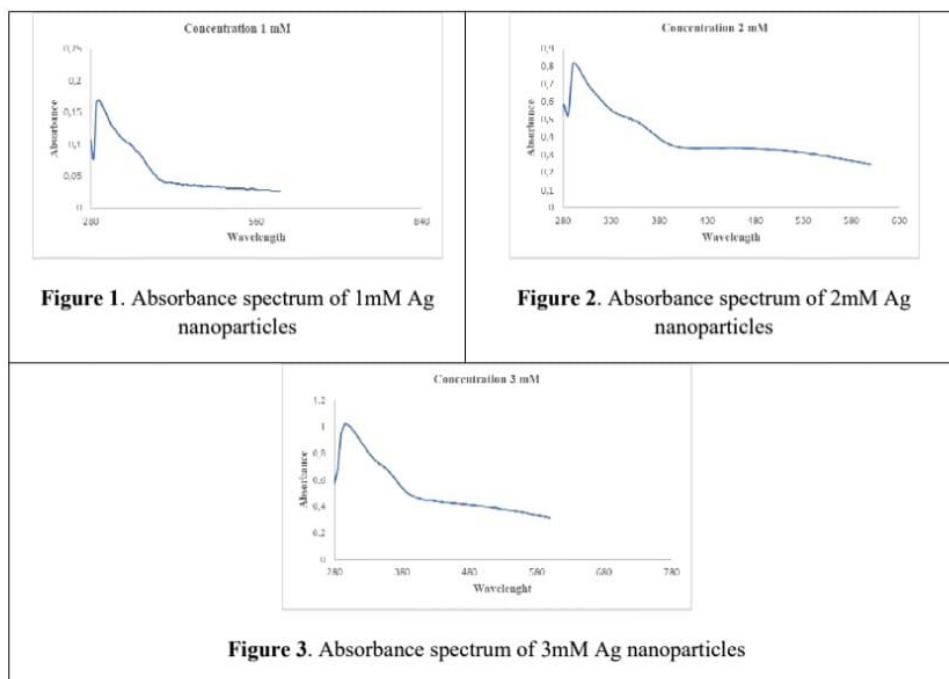 Concentration 1 mM
0,25
0,2
0,15
0,1
0,05
0
Absorbance
280
560
840
Wavelength
Figure 1. Absorbance spectrum of 1mM Ag
nanoparticles
Concentration 2 mM
0,9
0,8
0,7
0,6
0,5
0,4
0,3
0,2
0,1
0
Absorbance
280
330
380
430
480
530
580
630
Wavelength
Figure 2. Absorbance spectrum of 2mM Ag
nanoparticles
Concentration 3 mM
1,2
1
0,8
0,6
0,4
0,2
0
Absorbance
280
380
480
580
680
780
Wavelenght
Figure 3. Absorbance spectrum of 3mM Ag nanoparticles